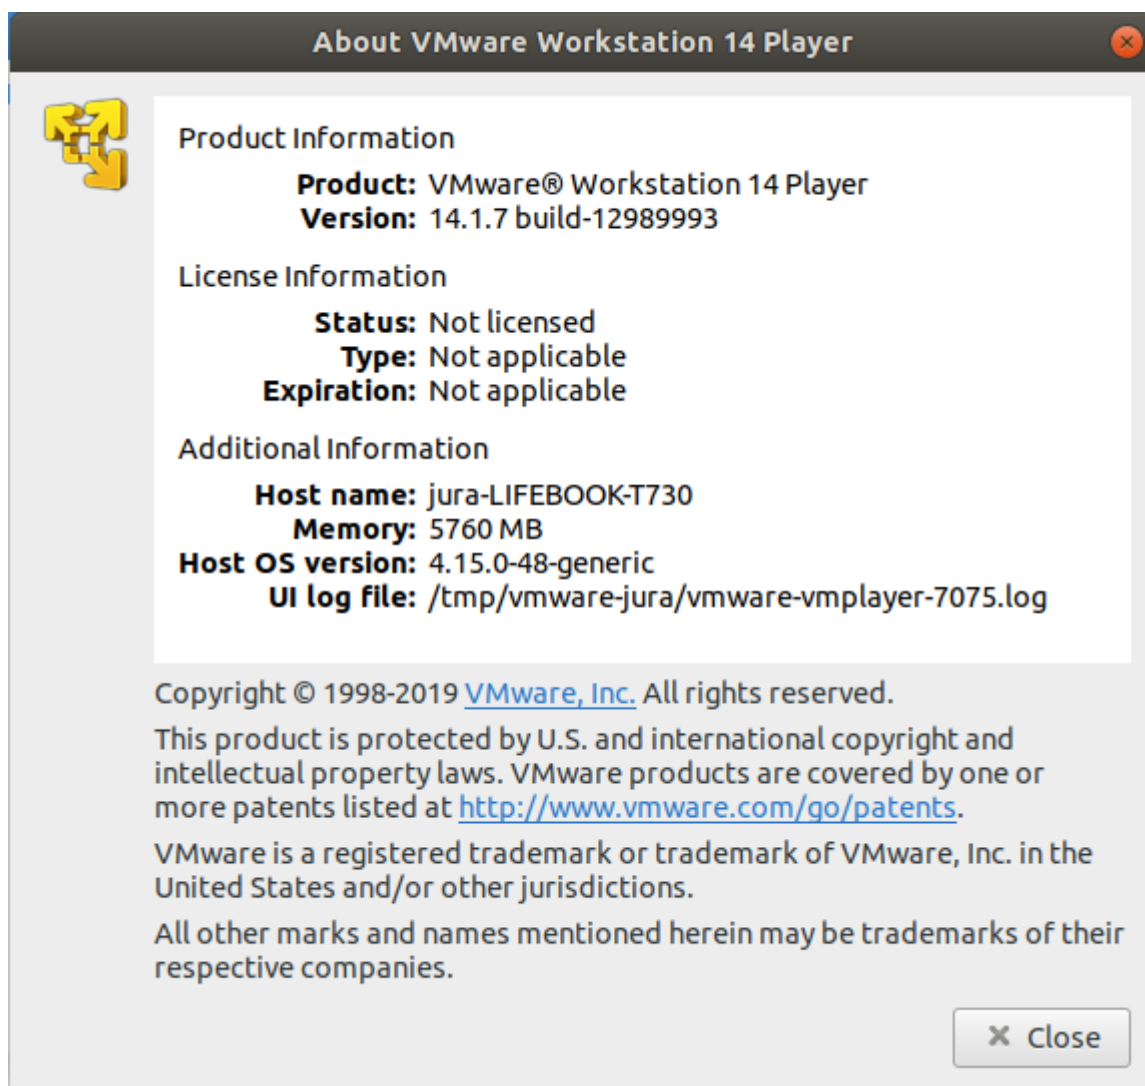 About VMware Workstation 14 Player
Product Information
Product: VMware® Workstation 14 Player
Version: 14.1.7 build-12989993
License Information
Status: Not licensed
Type: Not applicable
Expiration: Not applicable
Additional Information
Host name: jura-LIFEBOOK-T730
Memory: 5760 MB
Host OS version: 4.15.0-48-generic
UI log file: /tmp/vmware-jura/vmware-vmplayer-7075.log
Copyright © 1998-2019 VMware, Inc. All rights reserved.
This product is protected by U.S. and international copyright and
intellectual property laws. VMware products are covered by one or
more patents listed at http://www.vmware.com/go/patents.
VMware is a registered trademark or trademark of VMware, Inc. in the
United States and/or other jurisdictions.
All other marks and names mentioned herein may be trademarks of their
respective companies.
Close